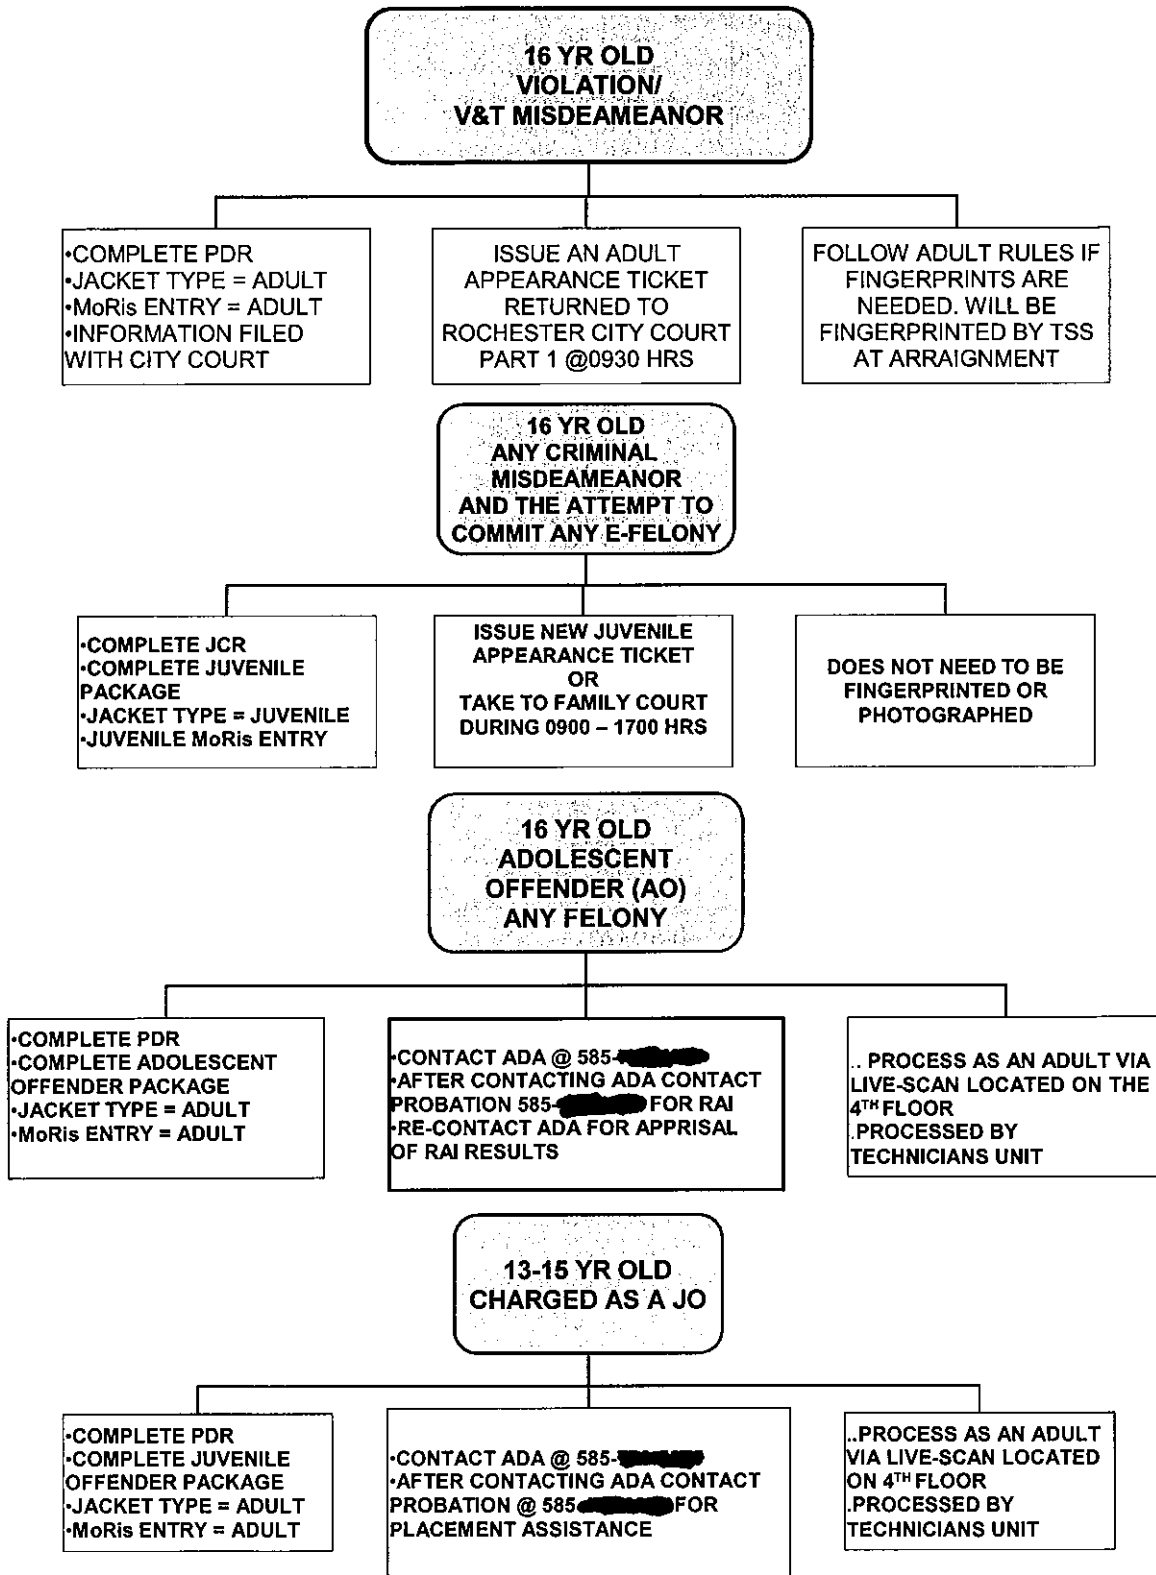 16 YR OLD
VIOLATION/
V&T MISDEAMEANOR
•COMPLETE PDR
•JACKET TYPE = ADULT
•MoRis ENTRY = ADULT
•INFORMATION FILED
WITH CITY COURT
ISSUE AN ADULT
APPEARANCE TICKET
RETURNED TO
ROCHESTER CITY COURT
PART 1 @0930 HRS
FOLLOW ADULT RULES IF
FINGERPRINTS ARE
NEEDED. WILL BE
FINGERPRINTED BY TSS
AT ARRAIGNMENT
16 YR OLD
ANY CRIMINAL
MISDEAMEANOR
AND THE ATTEMPT TO
COMMIT ANY E-FELONY
•COMPLETE JCR
•COMPLETE JUVENILE
PACKAGE
•JACKET TYPE = JUVENILE
•JUVENILE MoRis ENTRY
ISSUE NEW JUVENILE
APPEARANCE TICKET
OR
TAKE TO FAMILY COURT
DURING 0900 – 1700 HRS
DOES NOT NEED TO BE
FINGERPRINTED OR
PHOTOGRAPHED
16 YR OLD
ADOLESCENT
OFFENDER (AO)
ANY FELONY
•COMPLETE PDR
•COMPLETE ADOLESCENT
OFFENDER PACKAGE
•JACKET TYPE = ADULT
•MoRis ENTRY = ADULT
•CONTACT ADA @ 585-
•AFTER CONTACTING ADA CONTACT
PROBATION 585- FOR RAI
•RE-CONTACT ADA FOR APPRISAL
OF RAI RESULTS
.. PROCESS AS AN ADULT VIA
LIVE-SCAN LOCATED ON THE
4TH FLOOR
.PROCESSED BY
TECHNICIANS UNIT
13-15 YR OLD
CHARGED AS A JO
•COMPLETE PDR
•COMPLETE JUVENILE
OFFENDER PACKAGE
•JACKET TYPE = ADULT
•MoRis ENTRY = ADULT
•CONTACT ADA @ 585-
•AFTER CONTACTING ADA CONTACT
PROBATION @ 585- FOR
PLACEMENT ASSISTANCE
..PROCESS AS AN ADULT
VIA LIVE-SCAN LOCATED
ON 4TH FLOOR
.PROCESSED BY
TECHNICIANS UNIT